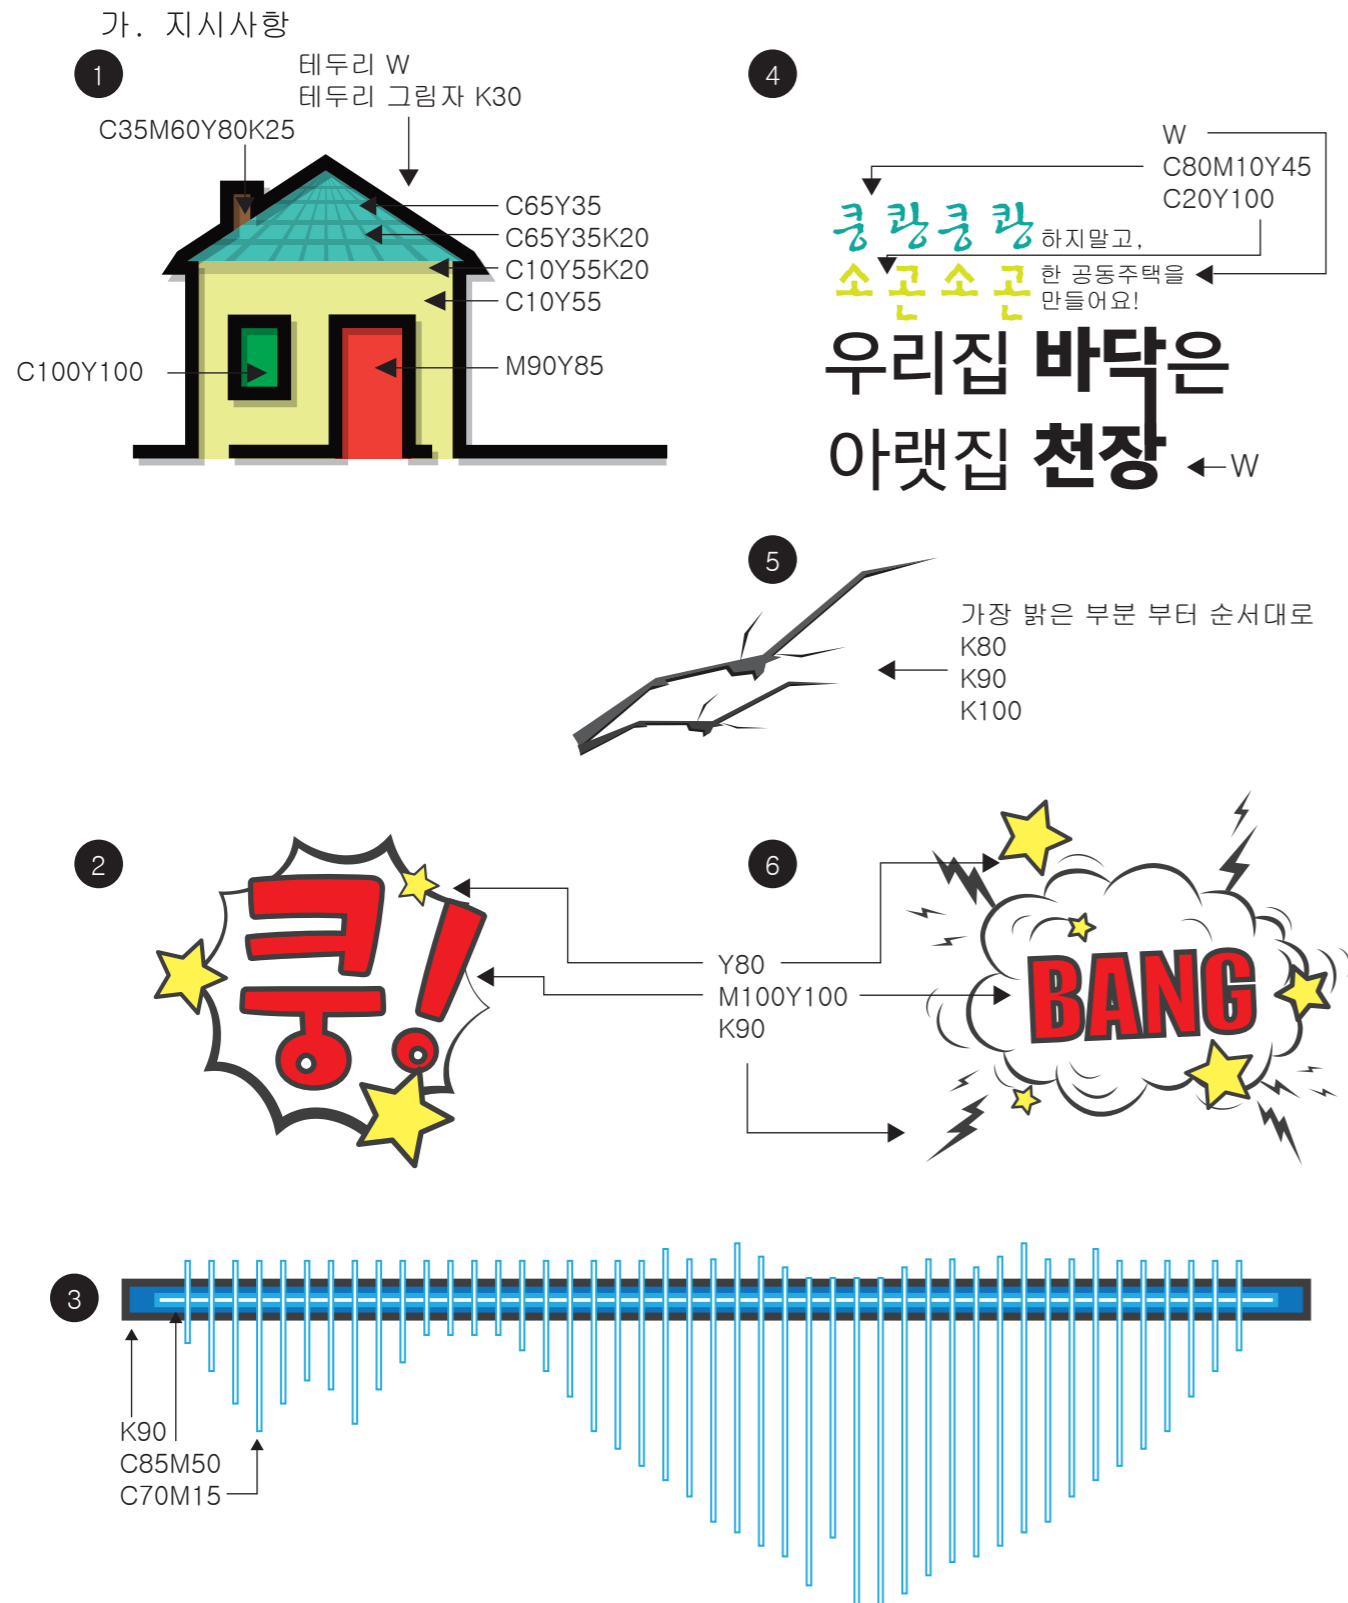 가. 지시사항
1
테두리 W
테두리 그림자 K30
C35M60Y80K25
C65Y35
C65Y35K20
C10Y55K20
C10Y55
C100Y100
M90Y85
4
W
C80M10Y45
C20Y100
쿵쾅쿵쾅 하지말고,
소곤소곤 한 공동주택을
만들어요!
우리집 바닥은
아랫집 천장
W
5
가장 밝은 부분 부터 순서대로
K80
K90
K100
2
쿵!
6
BANG
Y80
M100Y100
K90
3
K90
C85M50
C70M15